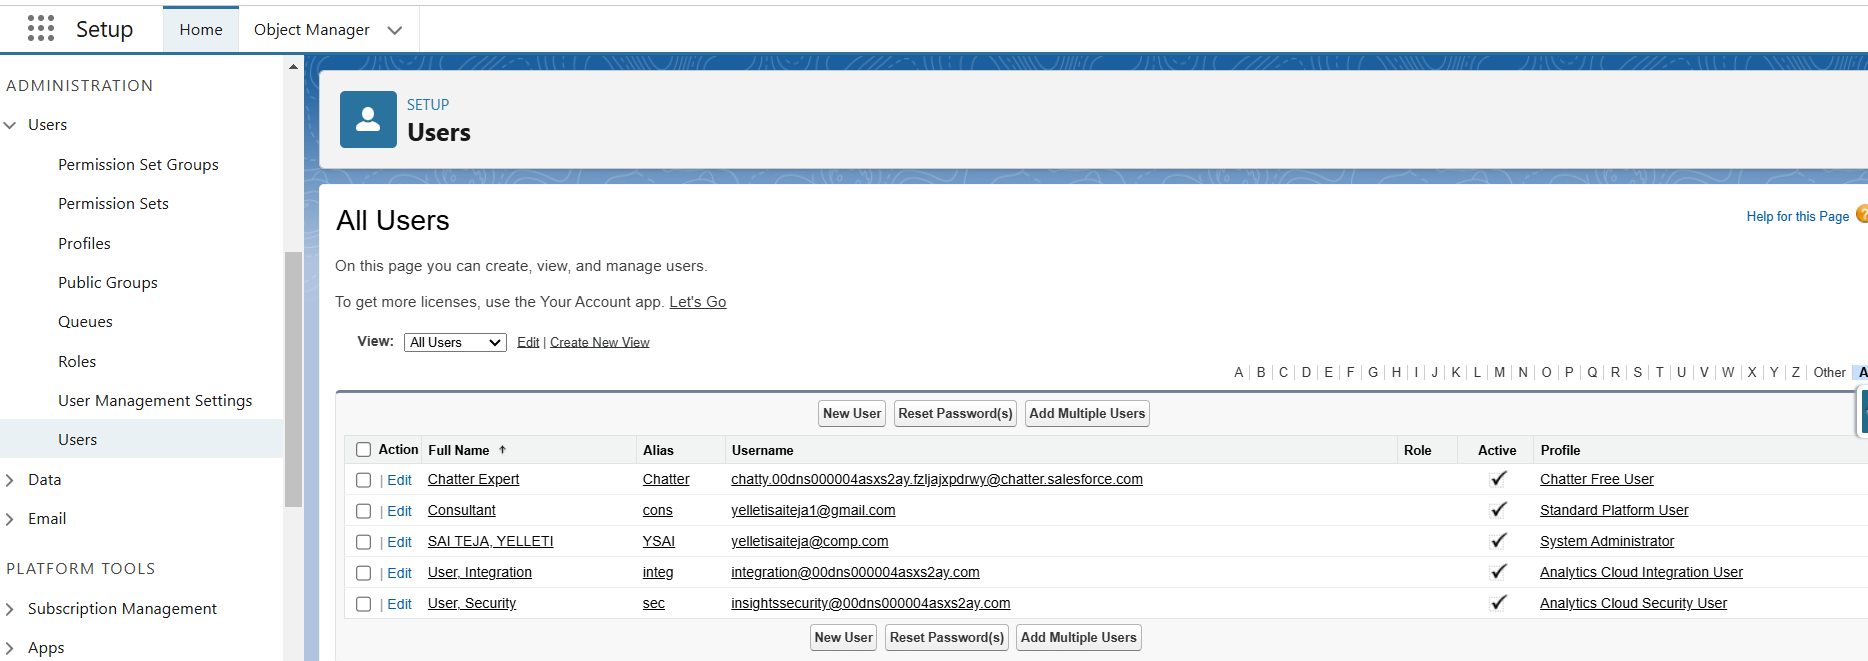 Setup Home Object Manager
ADMINISTRATION
Users
Permission Set Groups
Permission Sets
Profiles
Public Groups
Queues
Roles
User Management Settings
Users
Data
Email
PLATFORM TOOLS
Subscription Management
Apps
SETUP
Users
All Users
Help for this Page
On this page you can create, view, and manage users.
To get more licenses, use the Your Account app. Let's Go
View: All Users Edit | Create New View
A | B | C | D | E | F | G | H | I | J | K | L | M | N | O | P | Q | R | S | T | U | V | W | X | Y | Z | Other
New User Reset Password(s) Add Multiple Users
Action Full Name ↑ Alias Username Role Active Profile
| Edit Chatter Expert Chatter chatty.00dns000004asxs2ay.fzljajxpdrwy@chatter.salesforce.com Chatter Free User
| Edit Consultant cons yelletisaiteja1@gmail.com Standard Platform User
| Edit SAI TEJA, YELLETI YSAI yelletisaiteja@comp.com System Administrator
| Edit User, Integration integ integration@00dns000004asxs2ay.com Analytics Cloud Integration User
| Edit User, Security sec insightssecurity@00dns000004asxs2ay.com Analytics Cloud Security User
New User Reset Password(s) Add Multiple Users